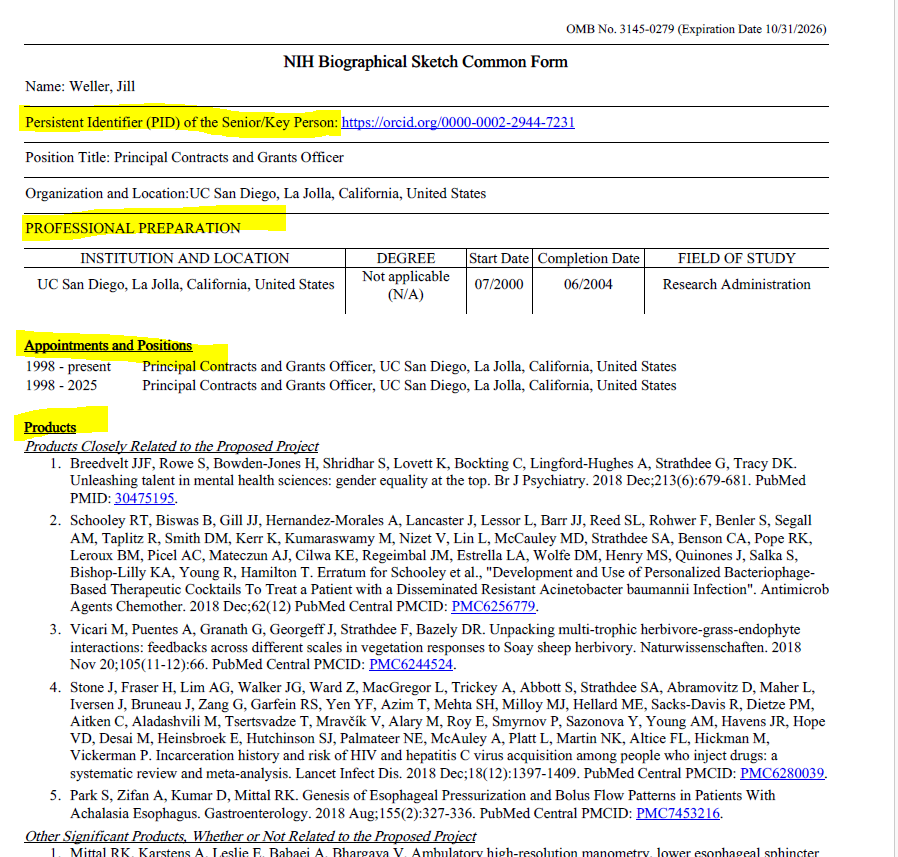 OMB No. 3145-0279 (Expiration Date 10/31/2026)
NIH Biographical Sketch Common Form
Name: Weller, Jill
Persistent Identifier (PID) of the Senior/Key Person: https://orcid.org/0000-0002-2944-7231
Position Title: Principal Contracts and Grants Officer
Organization and Location:UC San Diego, La Jolla, California, United States
PROFESSIONAL PREPARATION
INSTITUTION AND LOCATION DEGREE Start Date Completion Date FIELD OF STUDY
UC San Diego, La Jolla, California, United States Not applicable (N/A) 07/2000 06/2004 Research Administration
Appointments and Positions
1998 - present Principal Contracts and Grants Officer, UC San Diego, La Jolla, California, United States
1998 - 2025 Principal Contracts and Grants Officer, UC San Diego, La Jolla, California, United States
Products
Products Closely Related to the Proposed Project
1. Breedvelt JJF, Rowe S, Bowden-Jones H, Shridhar S, Lovett K, Bockting C, Lingford-Hughes A, Strathdee G, Tracy DK.
Unleashing talent in mental health sciences: gender equality at the top. Br J Psychiatry. 2018 Dec;213(6):679-681. PubMed
PMID: 30475195.
2. Schooley RT, Biswas B, Gill JJ, Hernandez-Morales A, Lancaster J, Lessor L, Barr JJ, Reed SL, Rohwer F, Benler S, Segall
AM, Taplitz R, Smith DM, Kerr K, Kumaraswamy M, Nizet V, Lin L, McCauley MD, Strathdee SA, Benson CA, Pope RK,
Leroux BM, Picel AC, Mateczun AJ, Cilwa KE, Regeimbal JM, Estrella LA, Wolfe DM, Henry MS, Quinones J, Salka S,
Bishop-Lilly KA, Young R, Hamilton T. Erratum for Schooley et al., "Development and Use of Personalized Bacteriophage-
Based Therapeutic Cocktails To Treat a Patient with a Disseminated Resistant Acinetobacter baumannii Infection". Antimicrob
Agents Chemother. 2018 Dec;62(12) PubMed Central PMCID: PMC6256779.
3. Vicari M, Puentes A, Granath G, Georgeff J, Strathdee F, Bazely DR. Unpacking multi-trophic herbivore-grass-endophyte
interactions: feedbacks across different scales in vegetation responses to Soay sheep herbivory. Naturwissenschaften. 2018
Nov 20;105(11-12):66. PubMed Central PMCID: PMC6244524.
4. Stone J, Fraser H, Lim AG, Walker JG, Ward Z, MacGregor L, Trickey A, Abbott S, Strathdee SA, Abramovitz D, Maher L,
Iversen J, Bruneau J, Zang G, Garfein RS, Yen YF, Azim T, Mehta SH, Milloy MJ, Hellard ME, Sacks-Davis R, Dietze PM,
Aitken C, Aladashvili M, Tsertsvadze T, Mravčík V, Alary M, Roy E, Smyrnov P, Sazonova Y, Young AM, Havens JR, Hope
VD, Desai M, Heinsbroek E, Hutchinson SJ, Palmateer NE, McAuley A, Platt L, Martin NK, Altice FL, Hickman M,
Vickerman P. Incarceration history and risk of HIV and hepatitis C virus acquisition among people who inject drugs: a
systematic review and meta-analysis. Lancet Infect Dis. 2018 Dec;18(12):1397-1409. PubMed Central PMCID: PMC6280039.
5. Park S, Zifan A, Kumar D, Mittal RK. Genesis of Esophageal Pressurization and Bolus Flow Patterns in Patients With
Achalasia Esophagus. Gastroenterology. 2018 Aug;155(2):327-336. PubMed Central PMCID: PMC7453216.
Other Significant Products, Whether or Not Related to the Proposed Project
1. Mittal RK, Karstens A, Leslie E, Babaei A, Bhargava V. Ambulatory high-resolution manometry, lower esophageal sphincter